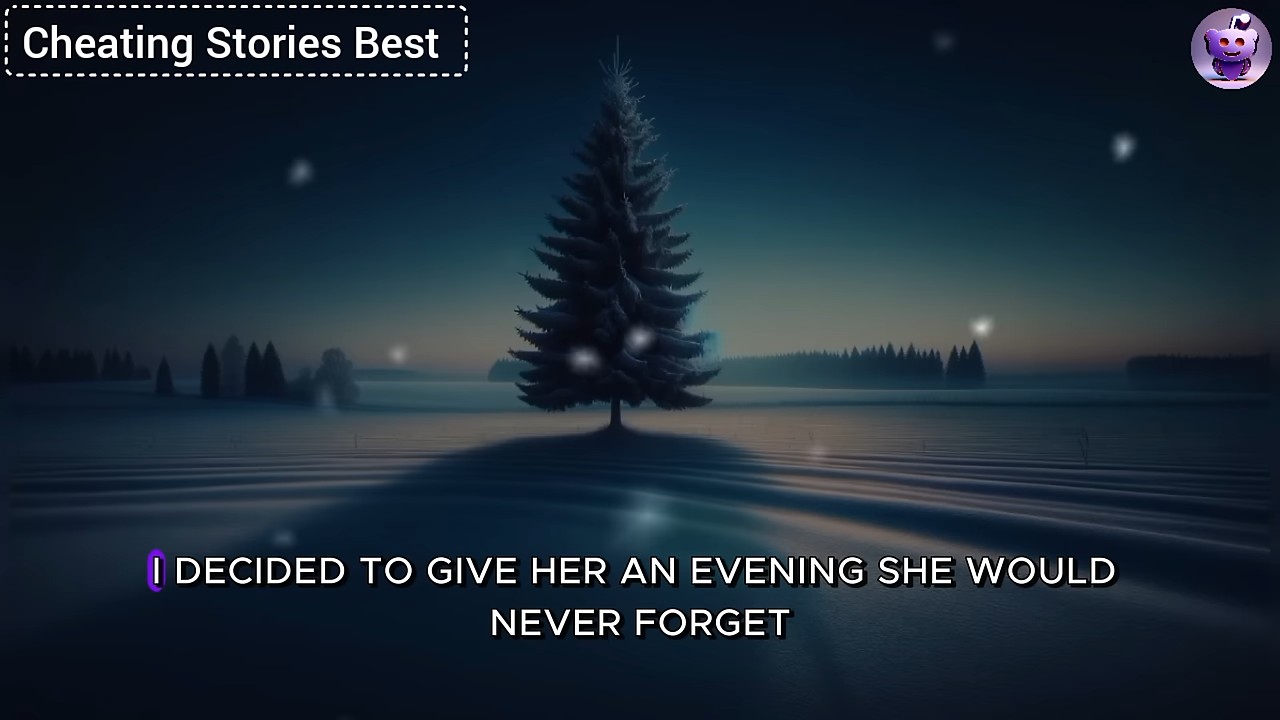 Cheating Stories Best
I DECIDED TO GIVE HER AN EVENING SHE WOULD
NEVER FORGET